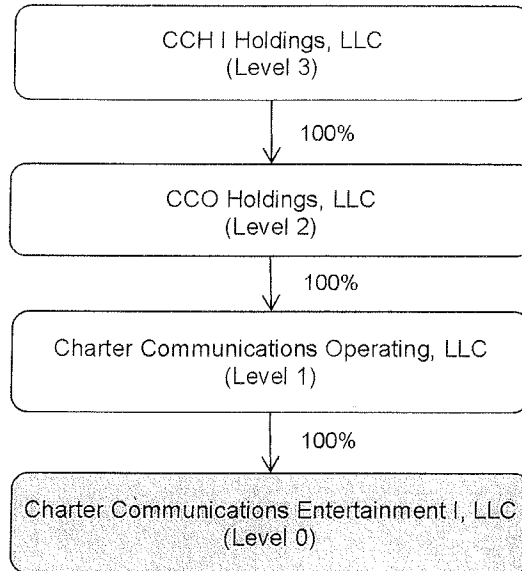 CCH I Holdings, LLC
(Level 3)
100%
CCO Holdings, LLC
(Level 2)
100%
Charter Communications Operating, LLC
(Level 1)
100%
Charter Communications Entertainment I, LLC
(Level 0)